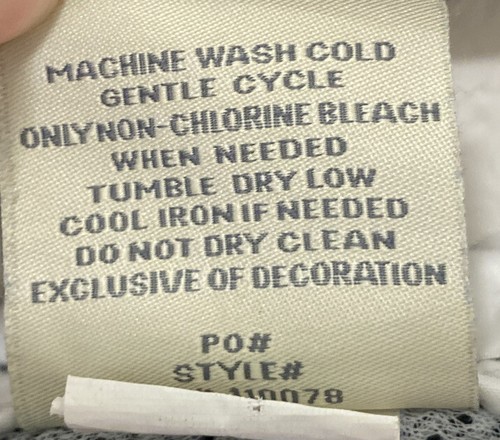 MACHINE WASH COLD
GENTLE CYCLE
ONLY NON-CHLORINE BLEACH
WHEN NEEDED
TUMBLE DRY LOW
COOL IRON IF NEEDED
DO NOT DRY CLEAN
EXCLUSIVE OF DECORATION
PO#
STYLE#